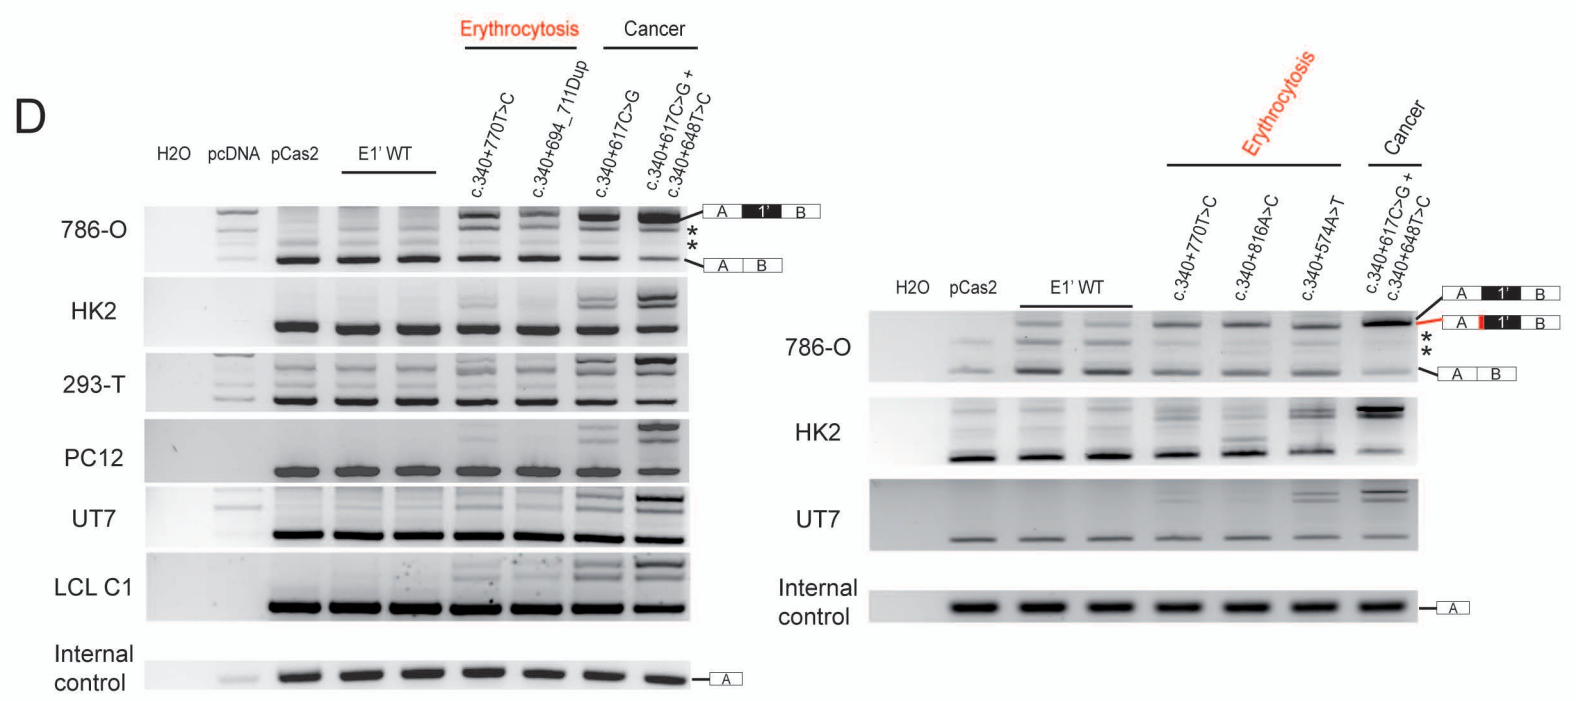 D
Erythrocytosis
Cancer
H2O
pcDNA
pCas2
E1' WT
c.340+770T>C
c.340+694_711Dup
c.340+617C>G
c.340+617C>G +
c.340+648T>C
786-O
A 1' B
*
*
A B
HK2
293-T
PC12
UT7
LCL C1
Internal
control
A
Erythrocytosis
Cancer
H2O
pCas2
E1' WT
c.340+770T>C
c.340+816A>C
c.340+574A>T
c.340+617C>G +
c.340+648T>C
A 1' B
A 1' B
786-O
*
*
A B
HK2
UT7
Internal
control
A